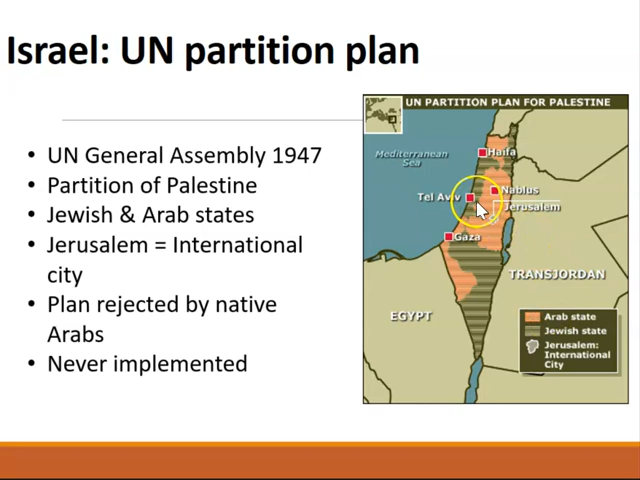 Israel: UN partition plan
• UN General Assembly 1947
• Partition of Palestine
• Jewish & Arab states
• Jerusalem = International
city
• Plan rejected by native
Arabs
• Never implemented
UN PARTITION PLAN FOR PALESTINE
Mediterranean
Sea
Haifa
Tel Aviv
Nablus
Jerusalem
Gaza
TRANSJORDAN
EGYPT
Arab state
Jewish state
Jerusalem:
International
City